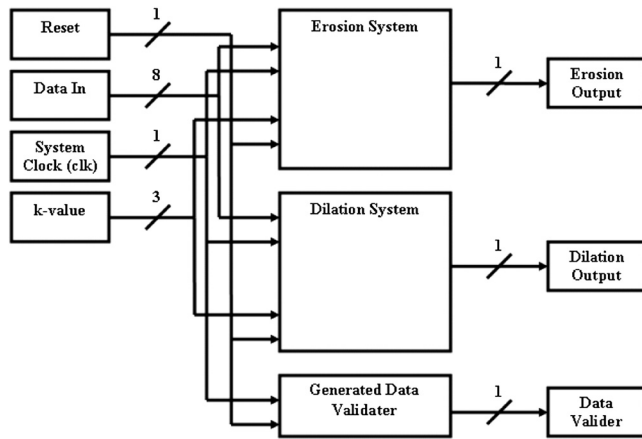 Reset
1
Data In
8
System
Clock (clk)
1
k-value
3
Erosion System
1
Erosion
Output
Dilation System
1
Dilation
Output
Generated Data
Validater
1
Data
Valider